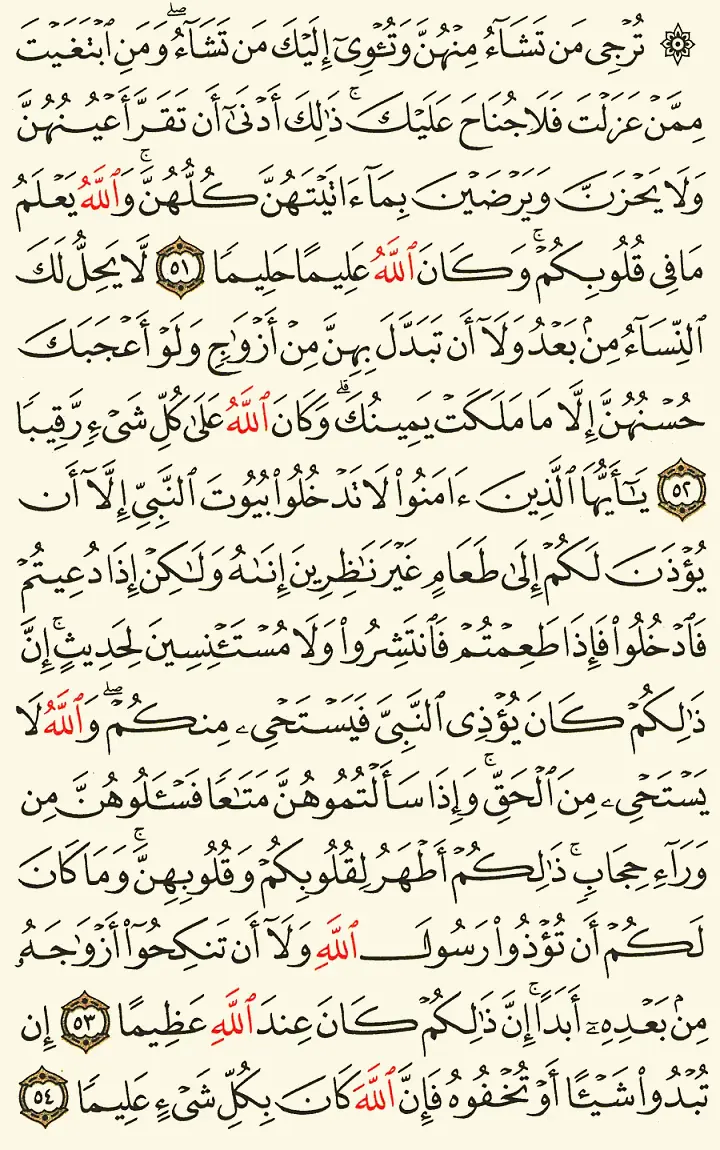 ۞ تُرْجِى مَن تَشَآءُ مِنْهُنَّ وَتُـْٔوِىٓ إِلَيْكَ مَن تَشَآءُۖ وَمَنِ ٱبْتَغَيْتَ
مِمَّنْ عَزَلْتَ فَلَا جُنَاحَ عَلَيْكَۚ ذَٰلِكَ أَدْنَىٰٓ أَن تَقَرَّ أَعْيُنُهُنَّ
وَلَا يَحْزَنَّ وَيَرْضَيْنَ بِمَآ ءَاتَيْتَهُنَّ كُلُّهُنَّۚ وَٱللَّهُ يَعْلَمُ
مَا فِى قُلُوبِكُمْۚ وَكَانَ ٱللَّهُ عَلِيمًا حَلِيمًا ٥١ لَّا يَحِلُّ لَكَ
ٱلنِّسَآءُ مِنۢ بَعْدُ وَلَآ أَن تَبَدَّلَ بِهِنَّ مِنْ أَزْوَٰجٍ وَلَوْ أَعْجَبَكَ
حُسْنُهُنَّ إِلَّا مَا مَلَكَتْ يَمِينُكَۗ وَكَانَ ٱللَّهُ عَلَىٰ كُلِّ شَىْءٍ رَّقِيبًا
٥٢ يَـٰٓأَيُّهَا ٱلَّذِينَ ءَامَنُوا۟ لَا تَدْخُلُوا۟ بُيُوتَ ٱلنَّبِىِّ إِلَّآ أَن
يُؤْذَنَ لَكُمْ إِلَىٰ طَعَامٍ غَيْرَ نَـٰظِرِينَ إِنَىٰهُ وَلَـٰكِنْ إِذَا دُعِيتُمْ
فَٱدْخُلُوا۟ فَإِذَا طَعِمْتُمْ فَٱنتَشِرُوا۟ وَلَا مُسْتَـْٔنِسِينَ لِحَدِيثٍۚ إِنَّ
ذَٰلِكُمْ كَانَ يُؤْذِى ٱلنَّبِىَّ فَيَسْتَحْىِۦ مِنكُمْۖ وَٱللَّهُ لَا
يَسْتَحْىِۦ مِنَ ٱلْحَقِّۚ وَإِذَا سَأَلْتُمُوهُنَّ مَتَـٰعًا فَسْـَٔلُوهُنَّ مِن
وَرَآءِ حِجَابٍۚ ذَٰلِكُمْ أَطْهَرُ لِقُلُوبِكُمْ وَقُلُوبِهِنَّۚ وَمَا كَانَ
لَكُمْ أَن تُؤْذُوا۟ رَسُولَ ٱللَّهِ وَلَآ أَن تَنكِحُوٓا۟ أَزْوَٰجَهُۥ
مِنۢ بَعْدِهِۦٓ أَبَدًاۚ إِنَّ ذَٰلِكُمْ كَانَ عِندَ ٱللَّهِ عَظِيمًا ٥٣ إِن
تُبْدُوا۟ شَيْـًٔا أَوْ تُخْفُوهُ فَإِنَّ ٱللَّهَ كَانَ بِكُلِّ شَىْءٍ عَلِيمًا ٥٤